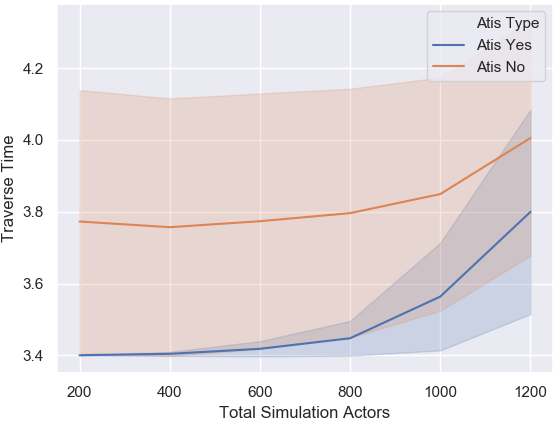 Atis Type
Atis Yes
Atis No
Traverse Time
4.2
4.0
3.8
3.6
3.4
200 400 600 800 1000 1200
Total Simulation Actors